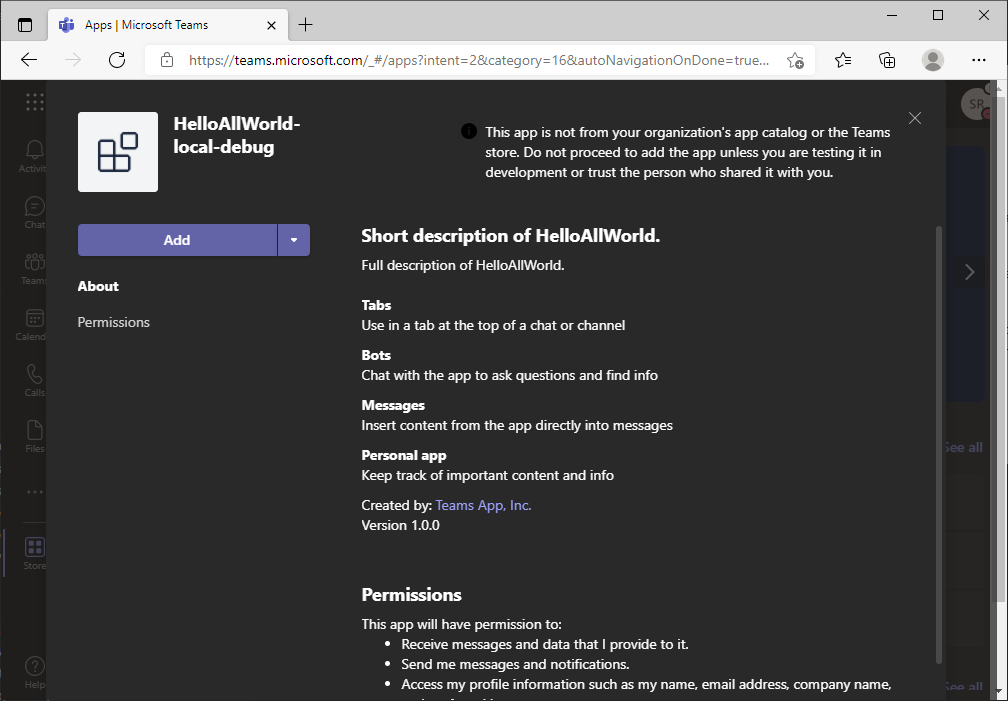 Apps | Microsoft Teams
https://teams.microsoft.com/_#/apps?intent=2&category=16&autoNavigationOnDone=true...
HelloAllWorld-
local-debug
This app is not from your organization's app catalog or the Teams
store. Do not proceed to add the app unless you are testing it in
development or trust the person who shared it with you.
SR
Activit
Chat
Teams
Calend
Calls
Files
Store
Help
Add
About
Permissions
Short description of HelloAllWorld.
Full description of HelloAllWorld.
Tabs
Use in a tab at the top of a chat or channel
Bots
Chat with the app to ask questions and find info
Messages
Insert content from the app directly into messages
Personal app
Keep track of important content and info
Created by: Teams App, Inc.
Version 1.0.0
Permissions
This app will have permission to:
• Receive messages and data that I provide to it.
• Send me messages and notifications.
• Access my profile information such as my name, email address, company name,
See all
See all